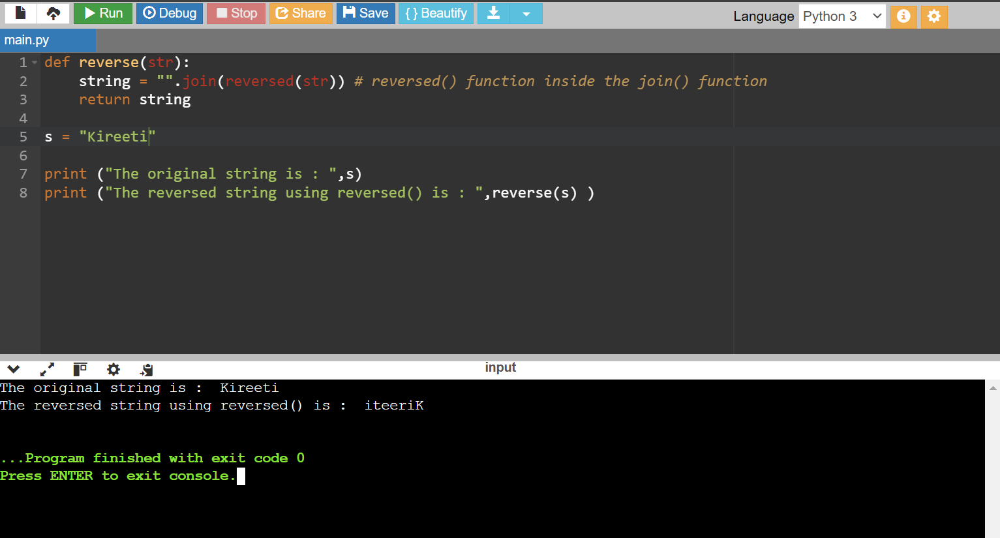 Run Debug Stop Share Save { } Beautify Language Python 3
main.py
1 def reverse(str):
2     string = "".join(reversed(str)) # reversed() function inside the join() function
3     return string
4
5 s = "Kireeti"
6
7 print ("The original string is : ",s)
8 print ("The reversed string using reversed() is : ",reverse(s) )
input
The original string is :  Kireeti
The reversed string using reversed() is :  iteeriK
...Program finished with exit code 0
Press ENTER to exit console.